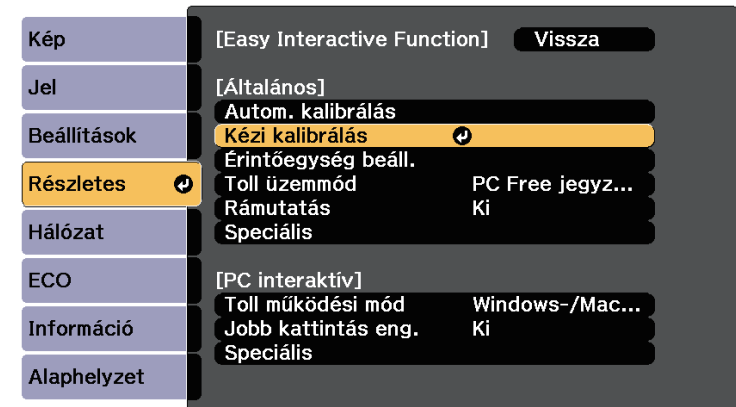 Kép
Jel
Beállítások
Részletes
Hálózat
ECO
Információ
Alaphelyzet
[Easy Interactive Function] Vissza
[Általános]
Autom. kalibrálás
Kézi kalibrálás
Érintőegység beáll.
Toll üzemmód PC Free jegyz...
Rámutatás Ki
Speciális
[PC interaktív]
Toll működési mód Windows-/Mac...
Jobb kattintás eng. Ki
Speciális